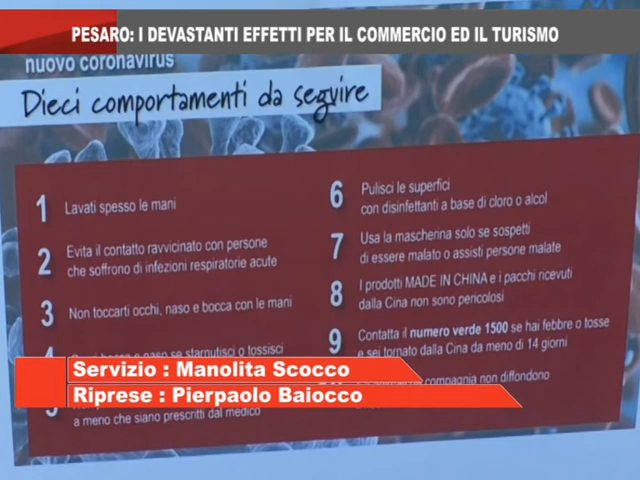 PESARO: I DEVASTANTI EFFETTI PER IL COMMERCIO ED IL TURISMO
nuovo coronavirus
Dieci comportamenti da seguire
1 Lavati spesso le mani
2 Evita il contatto ravvicinato con persone
che soffrono di infezioni respiratorie acute
3 Non toccarti occhi, naso e bocca con le mani
se starnutisci o tossisci
a meno che siano prescritti dal medico
6 Pulisci le superfici
con disinfettanti a base di cloro o alcol
7 Usa la mascherina solo se sospetti
di essere malato o assisti persone malate
8 I prodotti MADE IN CHINA e i pacchi ricevuti
dalla Cina non sono pericolosi
9 Contatta il numero verde 1500 se hai febbre o tosse
e sei tornato dalla Cina da meno di 14 giorni
compagnia non diffondono
Servizio : Manolita Scocco
Riprese : Pierpaolo Baiocco